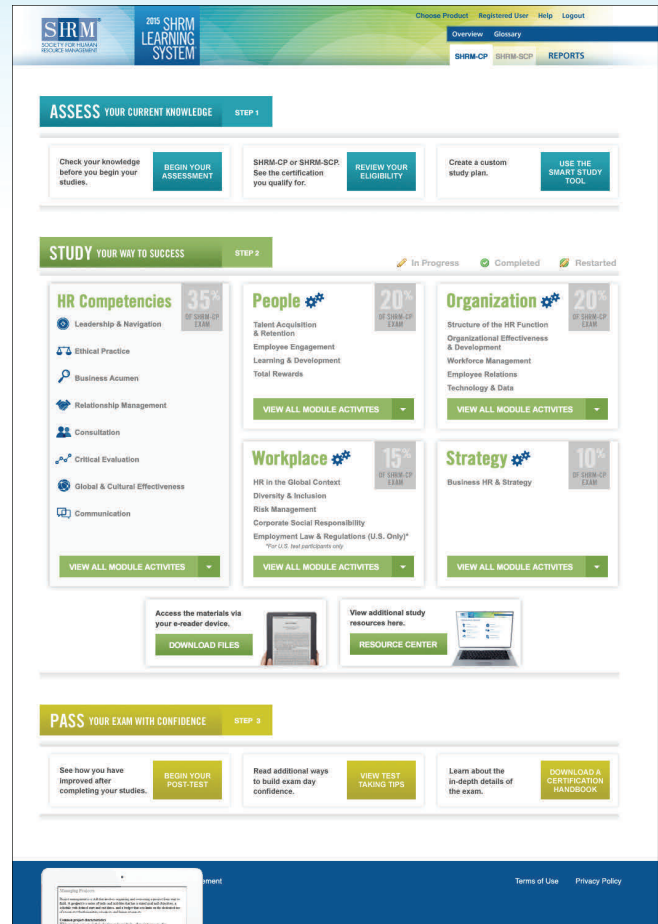 Choose Product Registered User Help Logout
SHRM
SOCIETY FOR HUMAN
RESOURCE MANAGEMENT
2015 SHRM
LEARNING
SYSTEM
Overview Glossary
SHRM-CP SHRM-SCP REPORTS
ASSESS YOUR CURRENT KNOWLEDGE STEP 1
Check your knowledge
before you begin your
studies.
BEGIN YOUR
ASSESSMENT
SHRM-CP or SHRM-SCP.
See the certification
you qualify for.
REVIEW YOUR
ELIGIBILITY
Create a custom
study plan.
USE THE
SMART STUDY
TOOL
STUDY YOUR WAY TO SUCCESS STEP 2
In Progress Completed Restarted
HR Competencies
35%
OF SHRM-CP
EXAM
Leadership & Navigation
Ethical Practice
Business Acumen
Relationship Management
Consultation
Critical Evaluation
Global & Cultural Effectiveness
Communication
VIEW ALL MODULE ACTIVITES
People
20%
OF SHRM-CP
EXAM
Talent Acquisition
& Retention
Employee Engagement
Learning & Development
Total Rewards
VIEW ALL MODULE ACTIVITES
Organization
20%
OF SHRM-CP
EXAM
Structure of the HR Function
Organizational Effectiveness
& Development
Workforce Management
Employee Relations
Technology & Data
VIEW ALL MODULE ACTIVITES
Workplace
15%
OF SHRM-CP
EXAM
HR in the Global Context
Diversity & Inclusion
Risk Management
Corporate Social Responsibility
Employment Law & Regulations (U.S. Only)*
*For U.S. test participants only
VIEW ALL MODULE ACTIVITES
Strategy
10%
OF SHRM-CP
EXAM
Business HR & Strategy
VIEW ALL MODULE ACTIVITES
Access the materials via
your e-reader device.
DOWNLOAD FILES
View additional study
resources here.
RESOURCE CENTER
PASS YOUR EXAM WITH CONFIDENCE STEP 3
See how you have
improved after
completing your studies.
BEGIN YOUR
POST-TEST
Read additional ways
to build exam day
confidence.
VIEW TEST
TAKING TIPS
Learn about the
in-depth details of
the exam.
DOWNLOAD A
CERTIFICATION
HANDBOOK
ement
Terms of Use Privacy Policy
Managing Projects